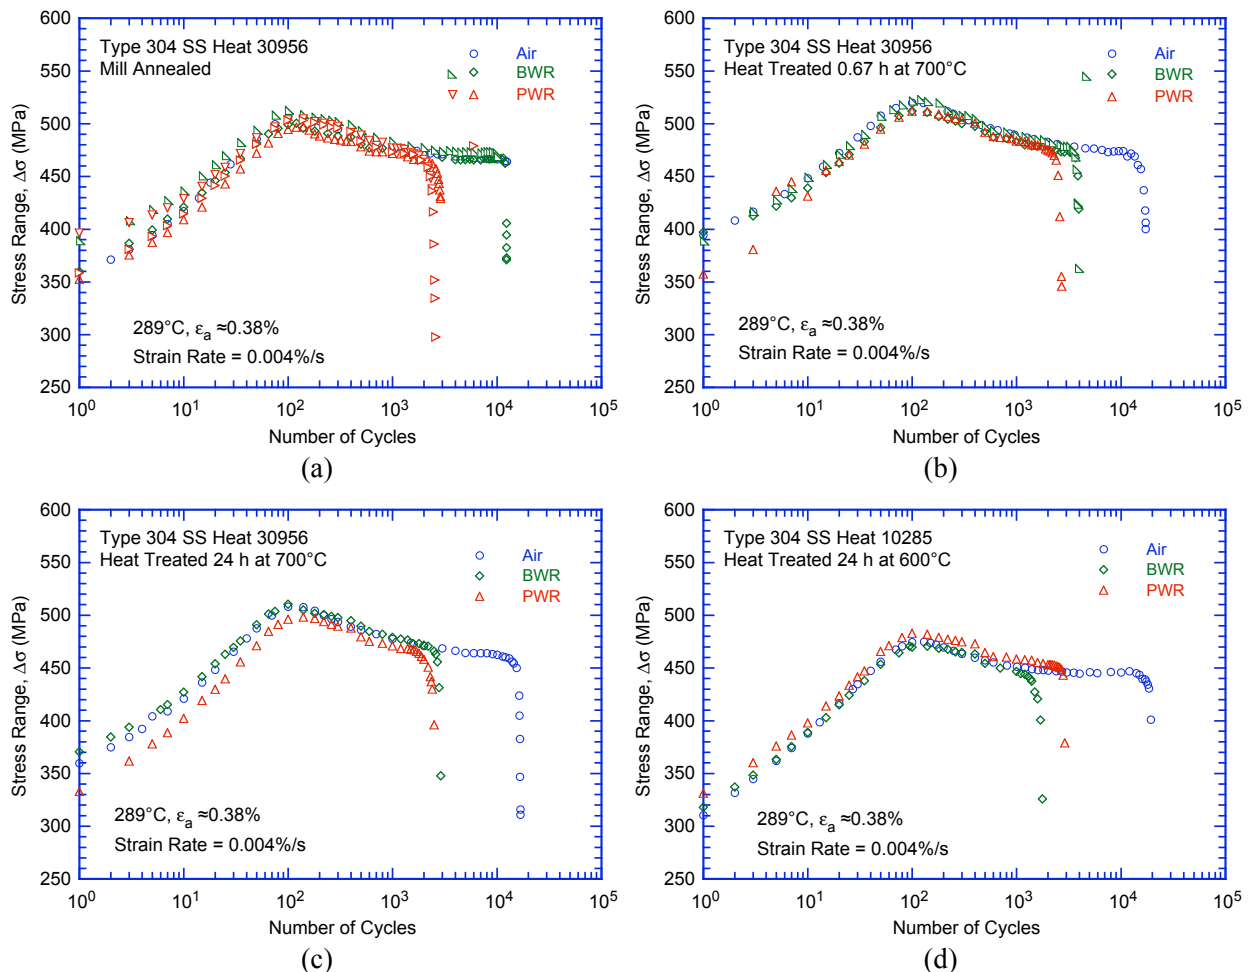 Type 304 SS Heat 30956
Mill Annealed
Air
BWR
PWR
600
550
500
450
400
350
300
250
Stress Range, Δσ (MPa)
289°C, εa ≈0.38%
Strain Rate = 0.004%/s
10⁰ 10¹ 10² 10³ 10⁴ 10⁵
Number of Cycles
(a)
Type 304 SS Heat 30956
Heat Treated 0.67 h at 700°C
Air
BWR
PWR
600
550
500
450
400
350
300
250
Stress Range, Δσ (MPa)
289°C, εa ≈0.38%
Strain Rate = 0.004%/s
10⁰ 10¹ 10² 10³ 10⁴ 10⁵
Number of Cycles
(b)
Type 304 SS Heat 30956
Heat Treated 24 h at 700°C
Air
BWR
PWR
600
550
500
450
400
350
300
250
Stress Range, Δσ (MPa)
289°C, εa ≈0.38%
Strain Rate = 0.004%/s
10⁰ 10¹ 10² 10³ 10⁴ 10⁵
Number of Cycles
(c)
Type 304 SS Heat 10285
Heat Treated 24 h at 600°C
Air
BWR
PWR
600
550
500
450
400
350
300
250
Stress Range, Δσ (MPa)
289°C, εa ≈0.38%
Strain Rate = 0.004%/s
10⁰ 10¹ 10² 10³ 10⁴ 10⁵
Number of Cycles
(d)